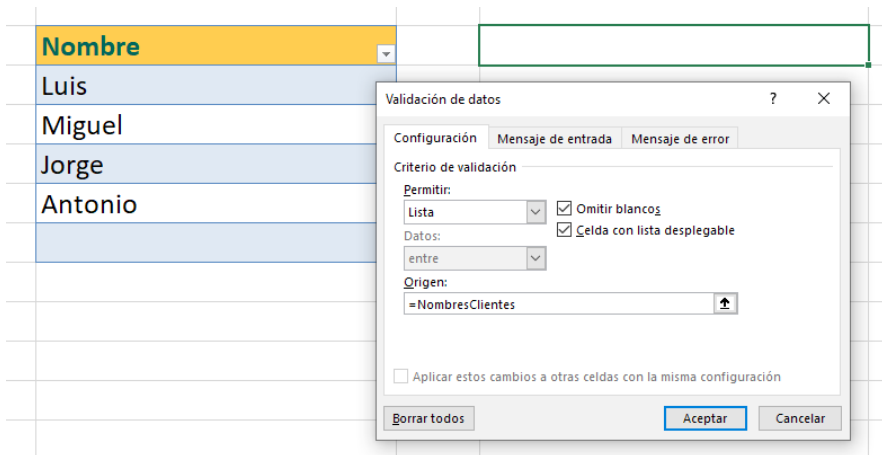 Nombre
Luis
Miguel
Jorge
Antonio
Validación de datos
?
Configuración
Mensaje de entrada
Mensaje de error
Criterio de validación
Permitir:
Lista
Omitir blancos
Celda con lista desplegable
Datos:
entre
Origen:
=NombresClientes
Aplicar estos cambios a otras celdas con la misma configuración
Borrar todos
Aceptar
Cancelar